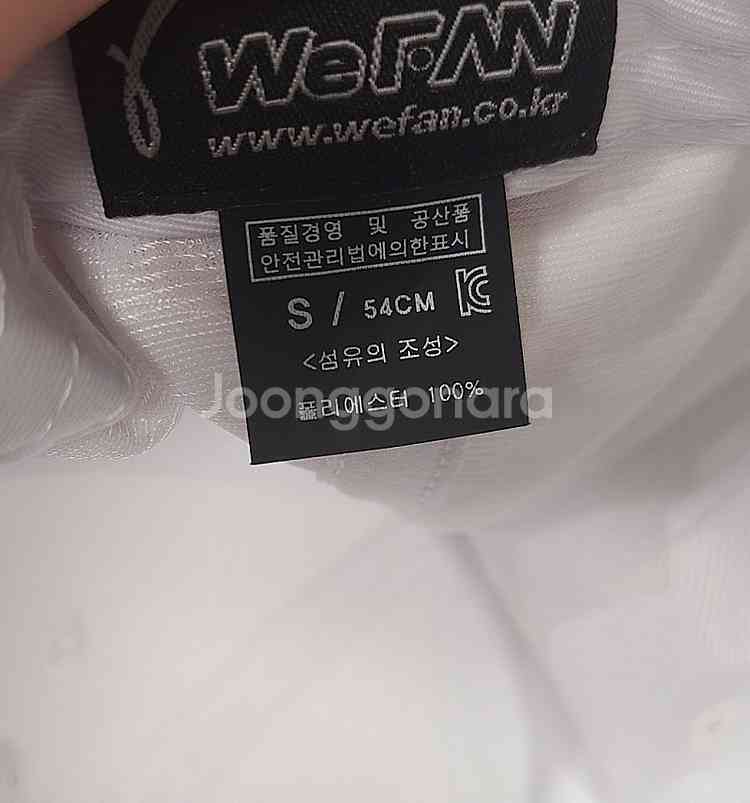 WeFAN
www.wefan.co.kr
품질경영 및 공산품
안전관리법에의한표시
S / 54CM
<섬유의 조성>
폴리에스터 100%
Joonggonara